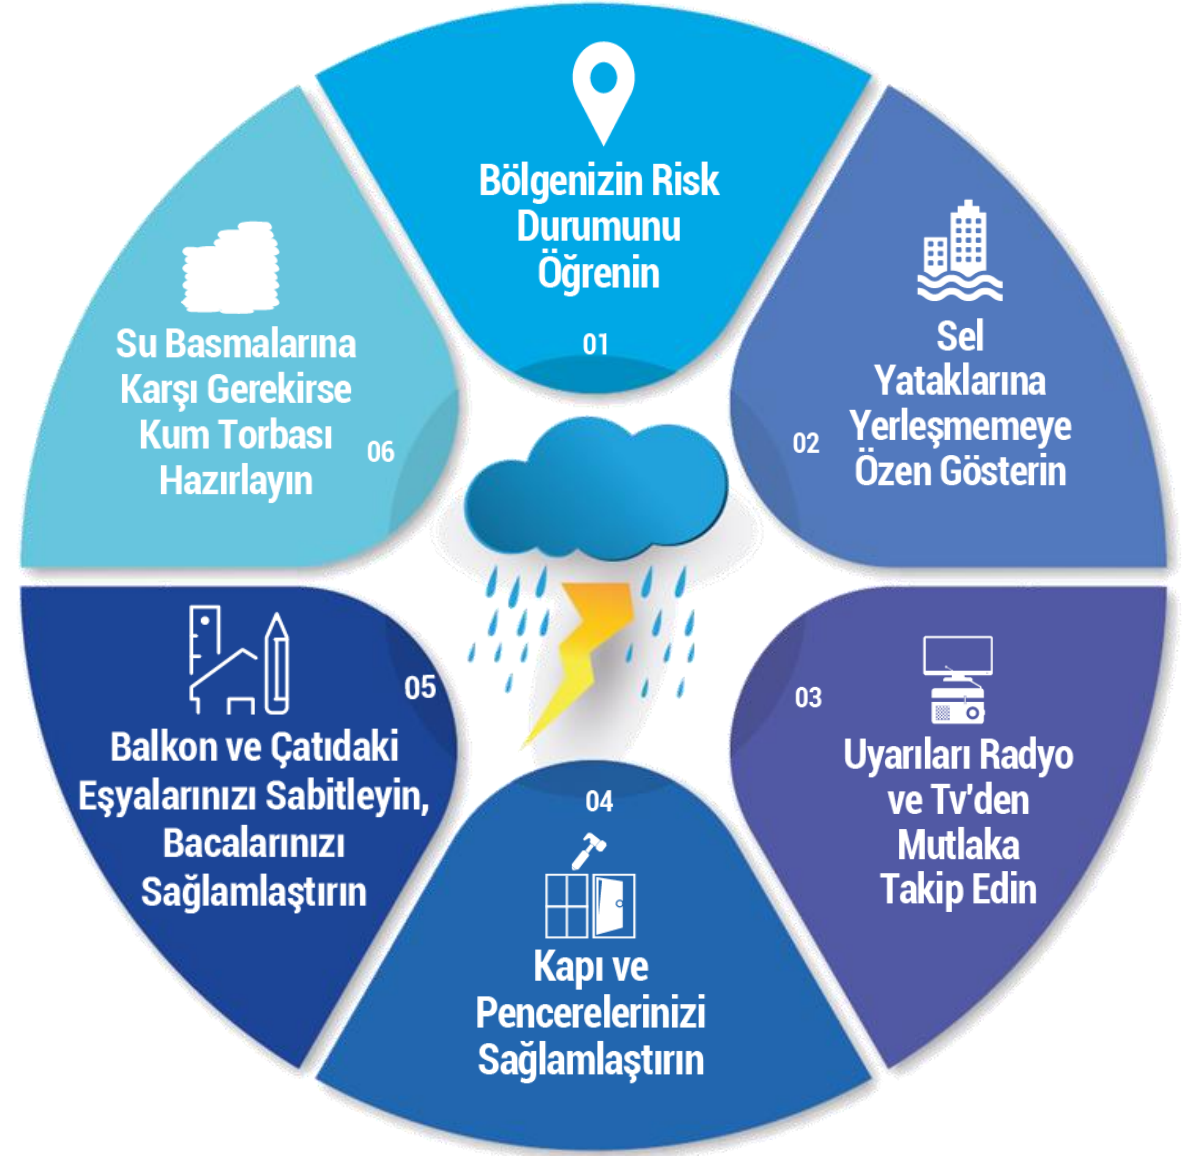 Bölgenizin Risk
Durumunu
Öğrenin
01
Sel
Yataklarına
Yerleşmemeye
Özen Gösterin
02
03
Uyarıları Radyo
ve Tv'den
Mutlaka
Takip Edin
04
Kapı ve
Pencerelerinizi
Sağlamlaştırın
05
Balkon ve Çatıdaki
Eşyalarınızı Sabitleyin,
Bacalarınızı
Sağlamlaştırın
Su Basmalarına
Karşı Gerekirse
Kum Torbası
Hazırlayın
06